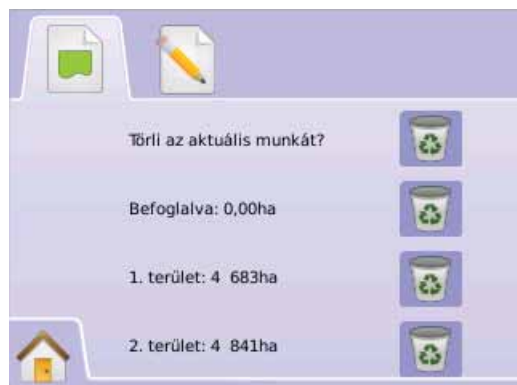 Törli az aktuális munkát?
Befoglalva: 0,00ha
1. terület: 4 683ha
2. terület: 4 841ha